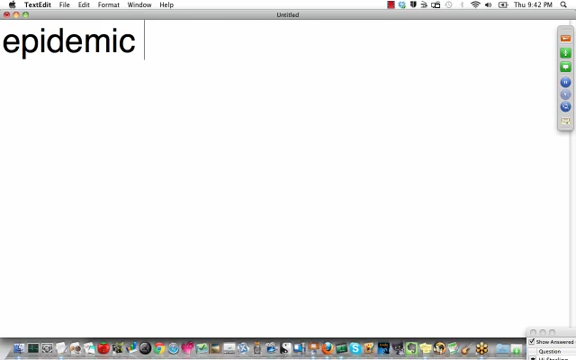 TextEdit File Edit Format Window Help
Thu 9:42 PM
Untitled
epidemic
Show Answered
Question